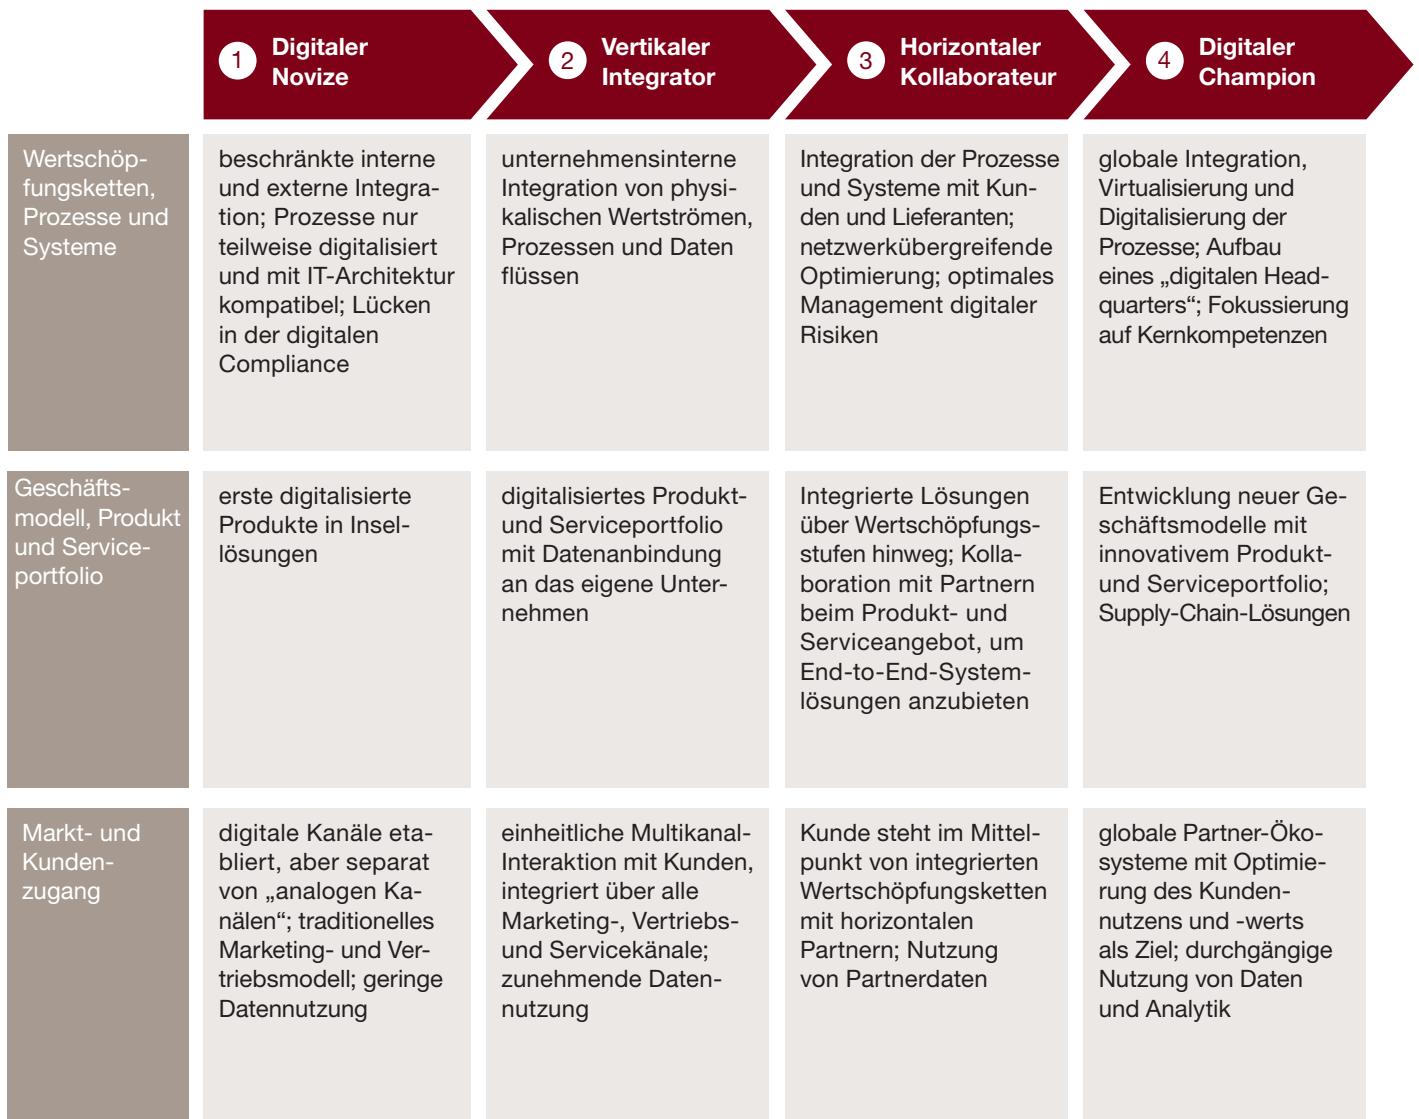 1
Digitaler
Novize
2
Vertikaler
Integrator
3
Horizontaler
Kollaborateur
4
Digitaler
Champion
Wertschöp-
fungsketten,
Prozesse und
Systeme
beschränkte interne
und externe Integra-
tion; Prozesse nur
teilweise digitalisiert
und mit IT-Architektur
kompatibel; Lücken
in der digitalen
Compliance
unternehmensinterne
Integration von physi-
kalischen Wertströmen,
Prozessen und Daten
flüssen
Integration der Prozesse
und Systeme mit Kun-
den und Lieferanten;
netzwerkübergreifende
Optimierung; optimales
Management digitaler
Risiken
globale Integration,
Virtualisierung und
Digitalisierung der
Prozesse; Aufbau
eines „digitalen Head-
quarters“; Fokussierung
auf Kernkompetenzen
Geschäfts-
modell, Produkt
und Service-
portfolio
erste digitalisierte
Produkte in Insel-
lösungen
digitalisiertes Produkt-
und Serviceportfolio
mit Datenanbindung
an das eigene Unter-
nehmen
Integrierte Lösungen
über Wertschöpfungs-
stufen hinweg; Kolla-
boration mit Partnern
beim Produkt- und
Serviceangebot, um
End-to-End-System-
lösungen anzubieten
Entwicklung neuer Ge-
schäftsmodelle mit
innovativem Produkt-
und Serviceportfolio;
Supply-Chain-Lösungen
Markt- und
Kunden-
zugang
digitale Kanäle eta-
bliert, aber separat
von „analogen Ka-
nälen“; traditionelles
Marketing- und Ver-
triebsmodell; geringe
Datennutzung
einheitliche Multikanal-
Interaktion mit Kunden,
integriert über alle
Marketing-, Vertriebs-
und Servicekänale;
zunehmende Daten-
nutzung
Kunde steht im Mittel-
punkt von integrierten
Wertschöpfungsketten
mit horizontalen
Partnern; Nutzung
von Partnerdaten
globale Partner-Öko-
systeme mit Optimie-
rung des Kunden-
nutzens und -werts
als Ziel; durchgängige
Nutzung von Daten
und Analytik